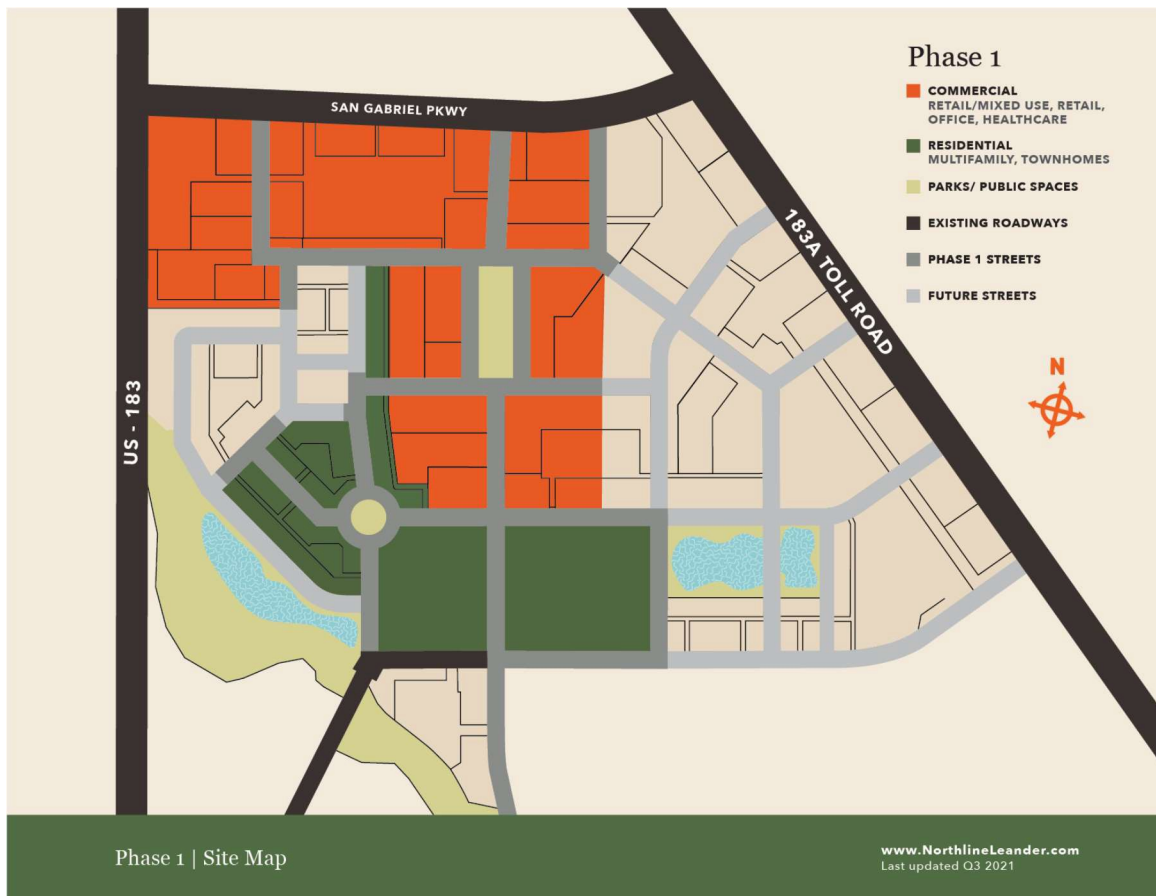 SAN GABRIEL PKWY
US - 183
183A TOLL ROAD
Phase 1
COMMERCIAL
RETAIL/MIXED USE, RETAIL,
OFFICE, HEALTHCARE
RESIDENTIAL
MULTIFAMILY, TOWNHOMES
PARKS/ PUBLIC SPACES
EXISTING ROADWAYS
PHASE 1 STREETS
FUTURE STREETS
N
Phase 1 | Site Map
www.NorthlineLeander.com
Last updated Q3 2021